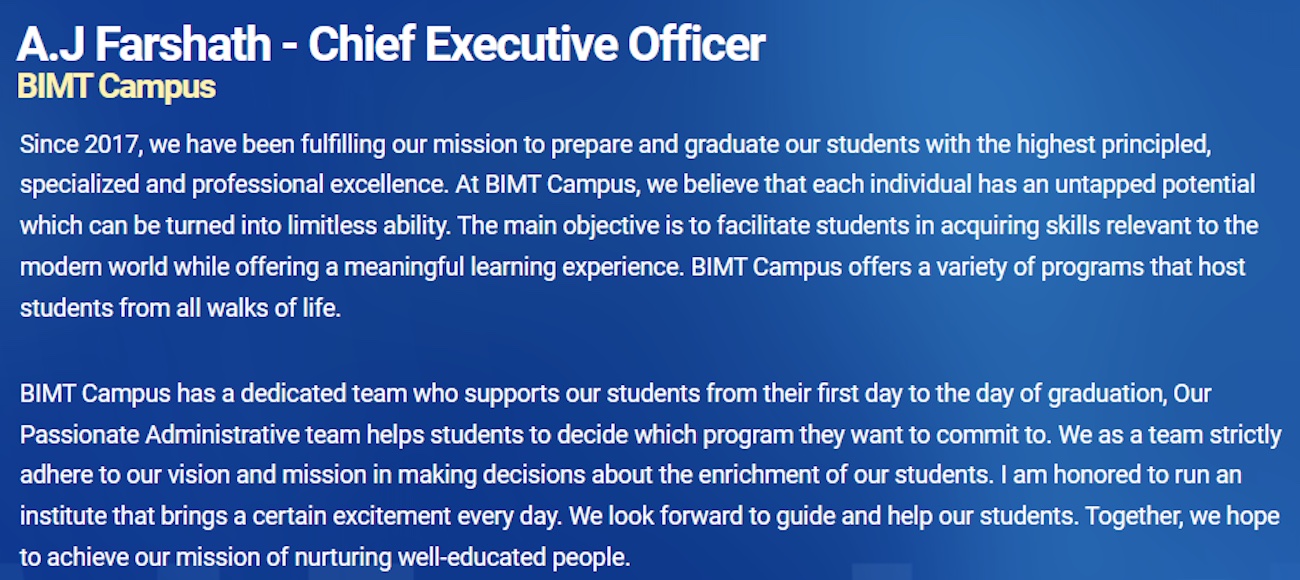 A.J Farshath - Chief Executive Officer
BIMT Campus
Since 2017, we have been fulfilling our mission to prepare and graduate our students with the highest principled,
specialized and professional excellence. At BIMT Campus, we believe that each individual has an untapped potential
which can be turned into limitless ability. The main objective is to facilitate students in acquiring skills relevant to the
modern world while offering a meaningful learning experience. BIMT Campus offers a variety of programs that host
students from all walks of life.
BIMT Campus has a dedicated team who supports our students from their first day to the day of graduation, Our
Passionate Administrative team helps students to decide which program they want to commit to. We as a team strictly
adhere to our vision and mission in making decisions about the enrichment of our students. I am honored to run an
institute that brings a certain excitement every day. We look forward to guide and help our students. Together, we hope
to achieve our mission of nurturing well-educated people.